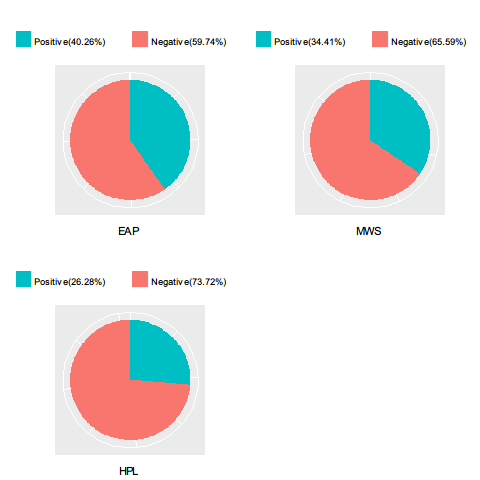 Positive(40.26%) Negative(59.74%)
EAP
Positive(34.41%) Negative(65.59%)
MWS
Positive(26.28%) Negative(73.72%)
HPL